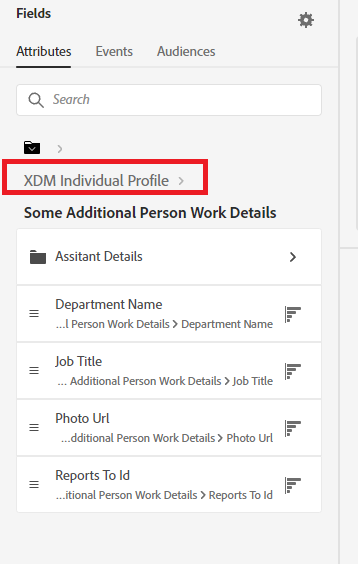 Fields
Attributes Events Audiences
Search
XDM Individual Profile
Some Additional Person Work Details
Assitant Details
Department Name
...l Person Work Details > Department Name
Job Title
... Additional Person Work Details > Job Title
Photo Url
...dditional Person Work Details > Photo Url
Reports To Id
...itional Person Work Details > Reports To Id